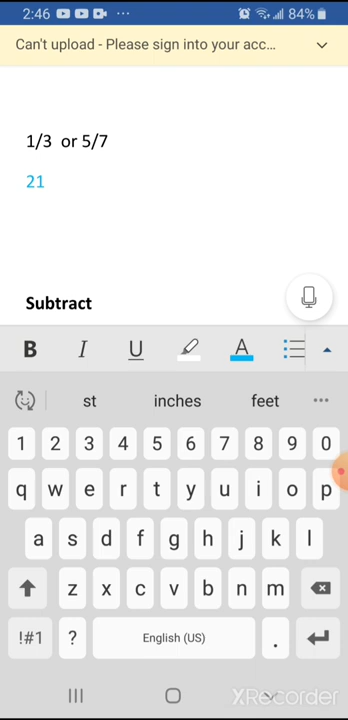 2:46 ... 84%
Can't upload - Please sign into your acc...
1/3 or 5/7
21
Subtract
B I U A
st inches feet ...
1 2 3 4 5 6 7 8 9 0
q w e r t y u i o p
a s d f g h j k l
z x c v b n m
!#1 ? English (US) .
XRecorder